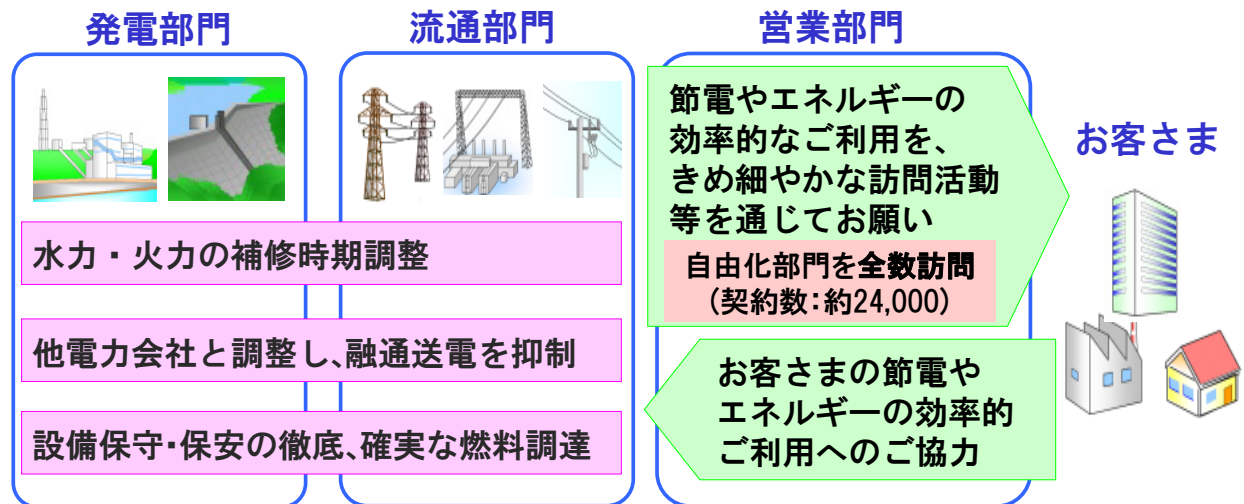 発電部門
流通部門
営業部門
お客さま
水力・火力の補修時期調整
他電力会社と調整し、融通送電を抑制
設備保守・保安の徹底、確実な燃料調達
節電やエネルギーの
効率的なご利用を、
きめ細やかな訪問活動
等を通じてお願い
自由化部門を全数訪問
(契約数:約24,000)
お客さまの節電や
エネルギーの効率的
ご利用へのご協力